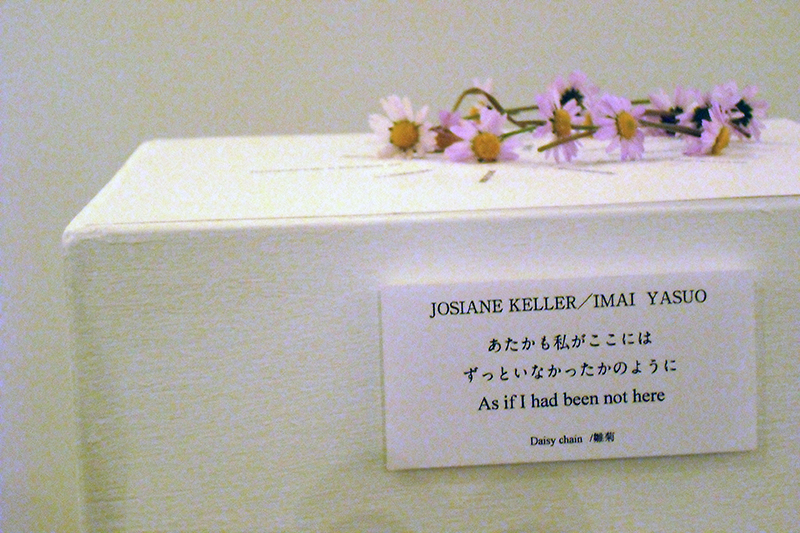 JOSIANE KELLER／IMAI YASUO
あたかも私がここには
ずっといなかったかのように
As if I had been not here
Daisy chain /雛菊